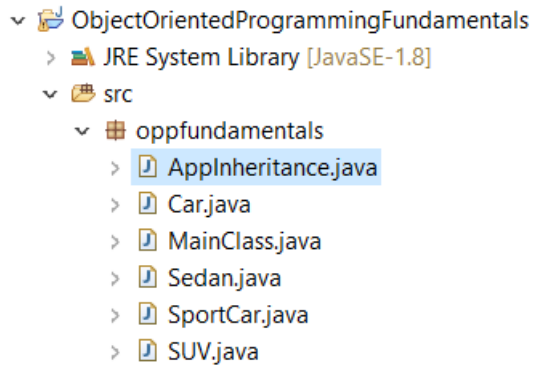 ObjectOrientedProgrammingFundamentals
JRE System Library [JavaSE-1.8]
src
oppfundamentals
AppInheritance.java
Car.java
MainClass.java
Sedan.java
SportCar.java
SUV.java